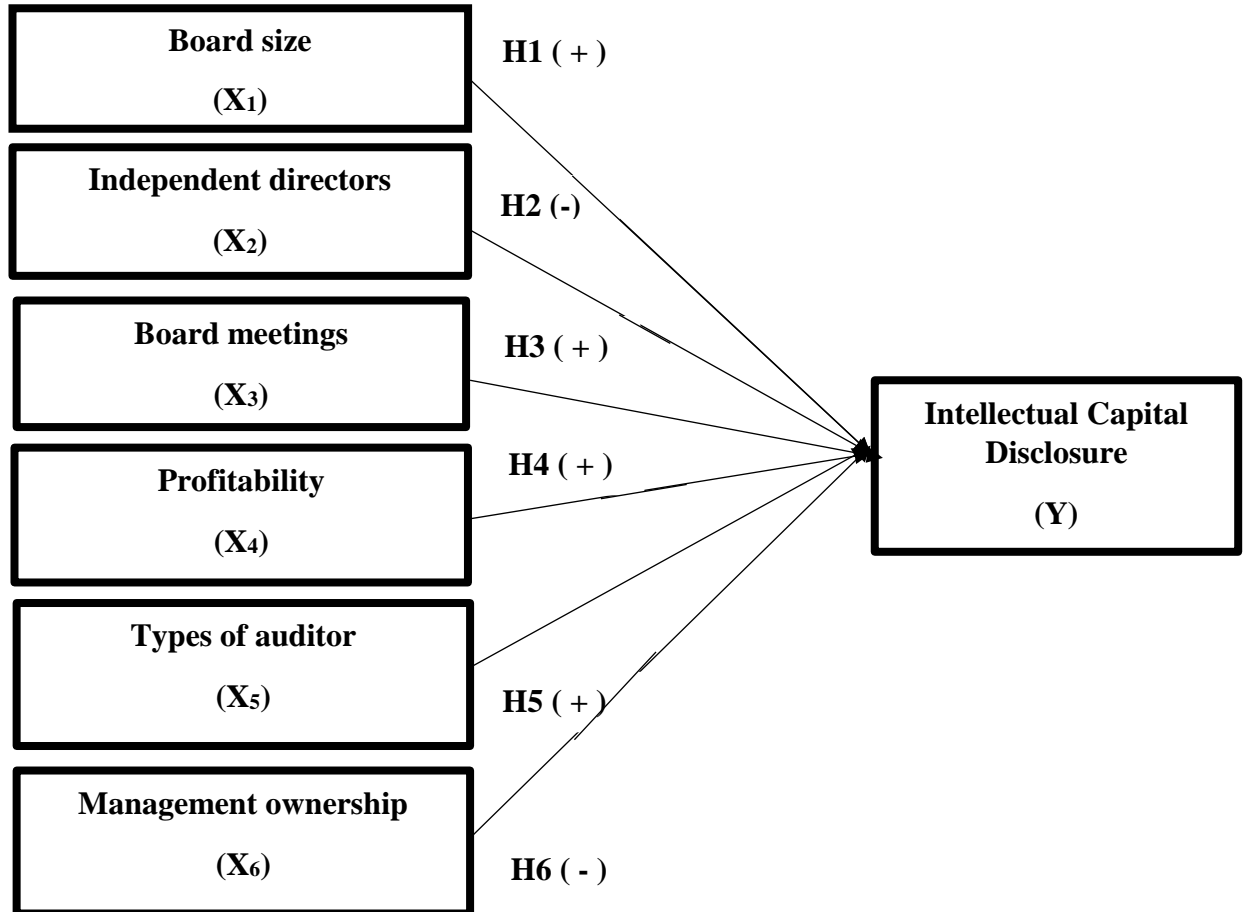 Board size
(X₁)
H1 ( + )
Independent directors
(X₂)
H2 (-)
Board meetings
(X₃)
H3 ( + )
Profitability
(X₄)
H4 ( + )
Types of auditor
(X₅)
H5 ( + )
Management ownership
(X₆)
H6 ( - )
Intellectual Capital
Disclosure
(Y)